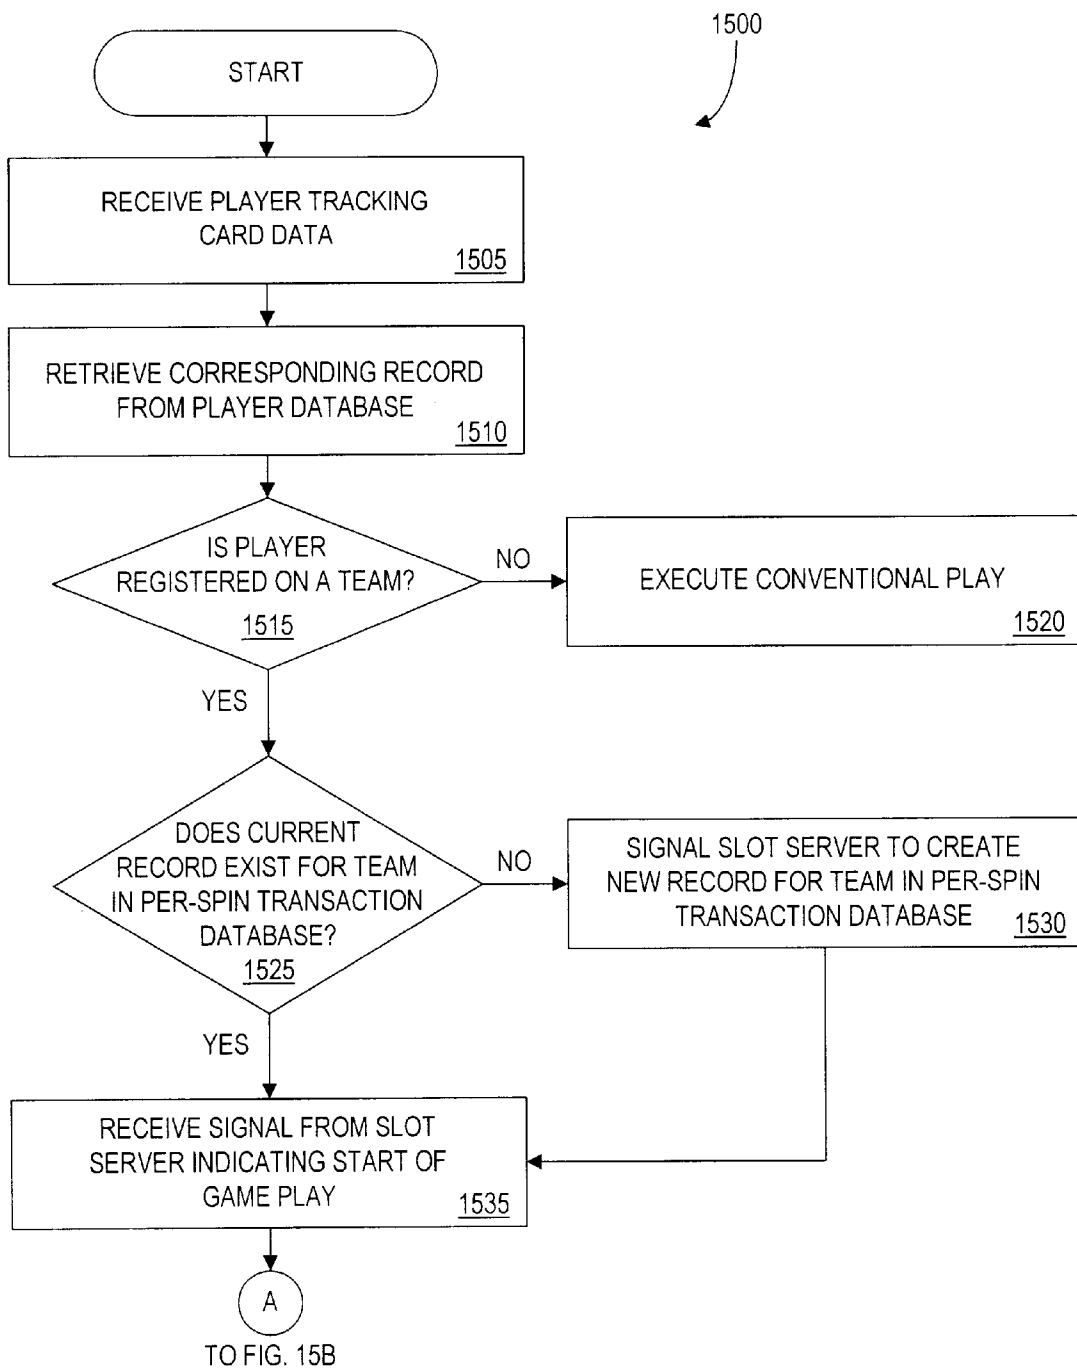 1500
START
RECEIVE PLAYER TRACKING
CARD DATA
1505
RETRIEVE CORRESPONDING RECORD
FROM PLAYER DATABASE
1510
IS PLAYER
REGISTERED ON A TEAM?
1515
NO
EXECUTE CONVENTIONAL PLAY
1520
YES
DOES CURRENT
RECORD EXIST FOR TEAM
IN PER-SPIN TRANSACTION
DATABASE?
1525
NO
SIGNAL SLOT SERVER TO CREATE
NEW RECORD FOR TEAM IN PER-SPIN
TRANSACTION DATABASE
1530
YES
RECEIVE SIGNAL FROM SLOT
SERVER INDICATING START OF
GAME PLAY
1535
A
TO FIG. 15B